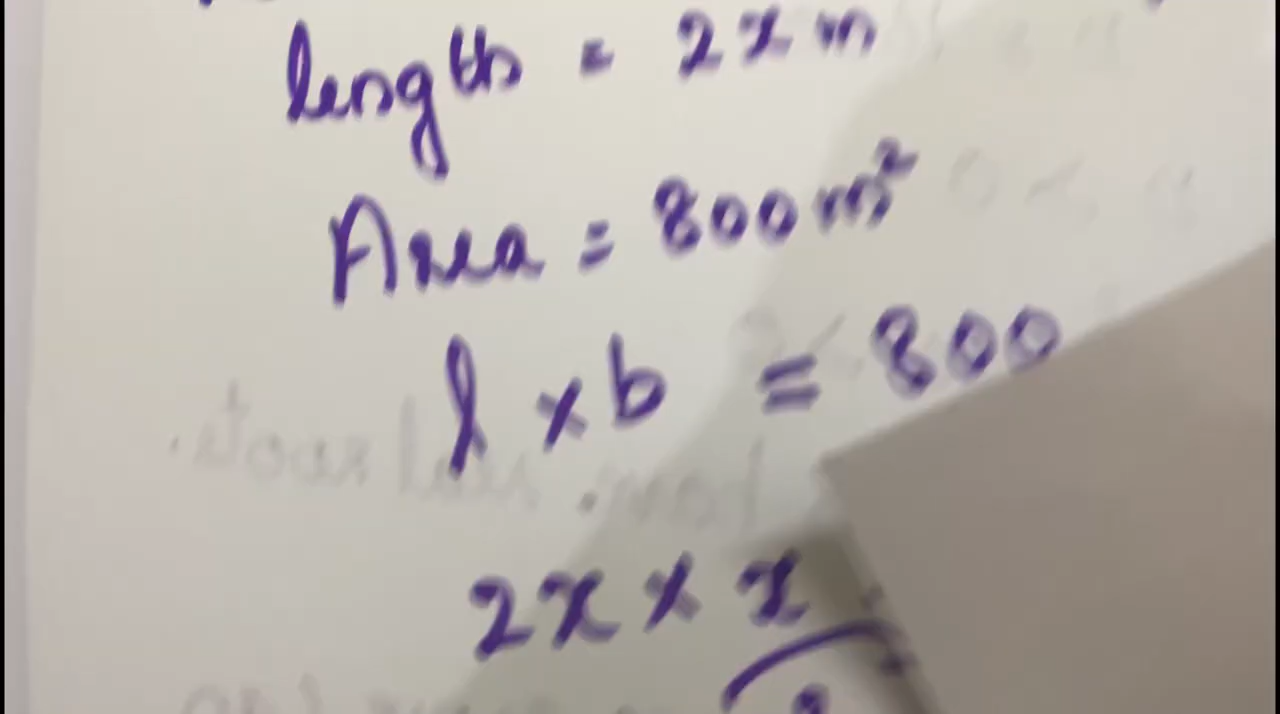 length = 2x m
Area = 800 m²
l × b = 800
2x × x